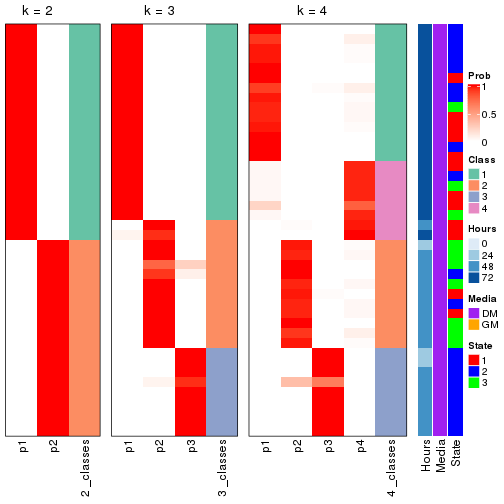 k = 2
k = 3
k = 4
p1
p2
2_classes
p1
p2
p3
3_classes
p1
p2
p3
p4
4_classes
Hours
Media
State
Prob
1
0.5
0
Class
1
2
3
4
Hours
0
24
48
72
Media
DM
GM
State
1
2
3